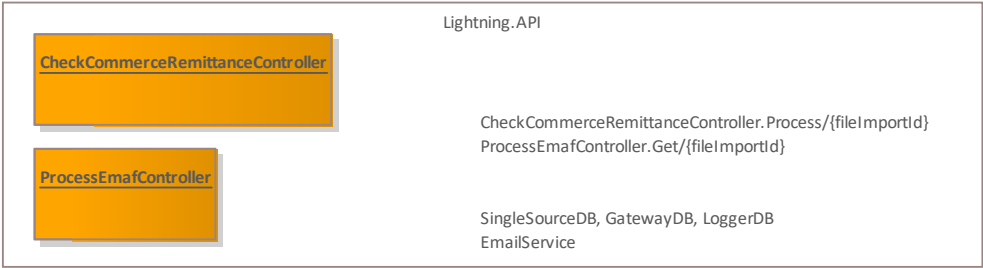 Lightning.API
CheckCommerceRemittanceController
CheckCommerceRemittanceController.Process/{fileImportId}
ProcessEmafController.Get/{fileImportId}
ProcessEmafController
SingleSourceDB, GatewayDB, LoggerDB
EmailService